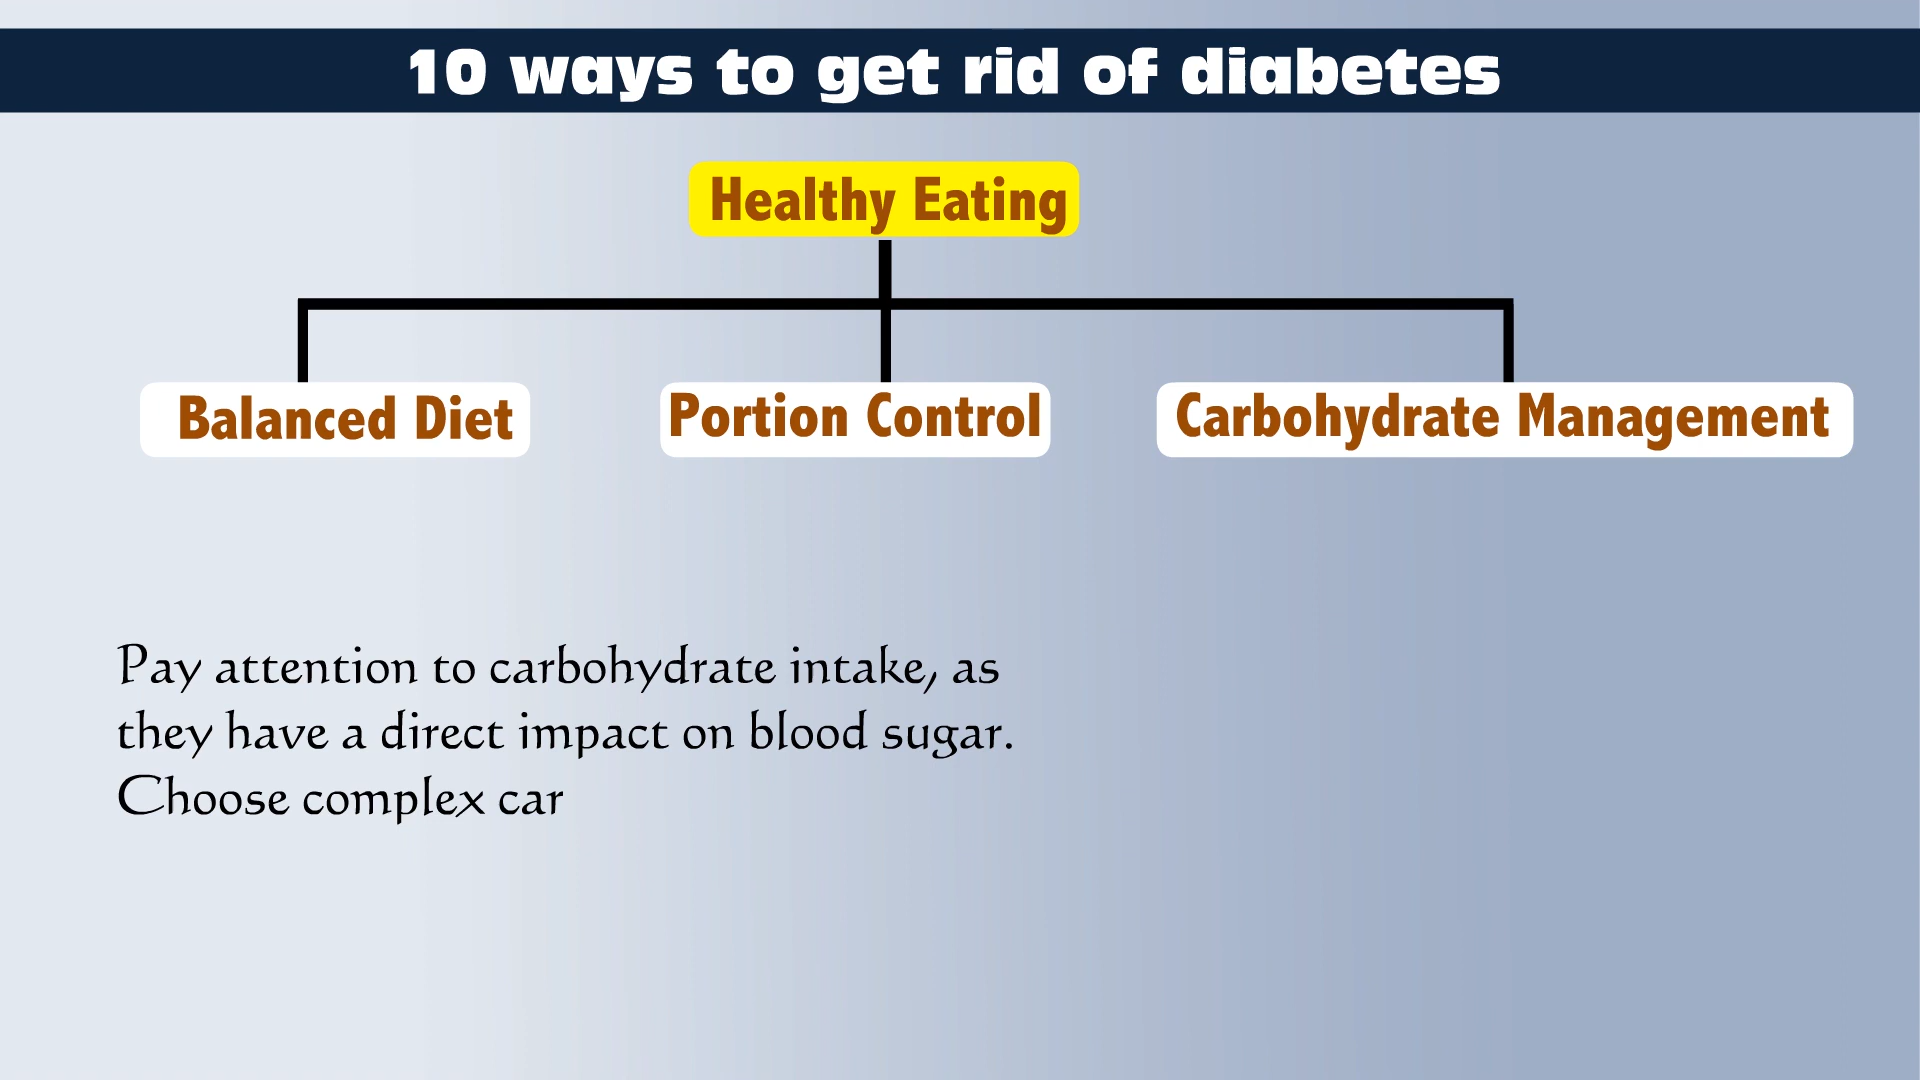 10 ways to get rid of diabetes
Healthy Eating
Balanced Diet
Portion Control
Carbohydrate Management
Pay attention to carbohydrate intake, as
they have a direct impact on blood sugar.
Choose complex car